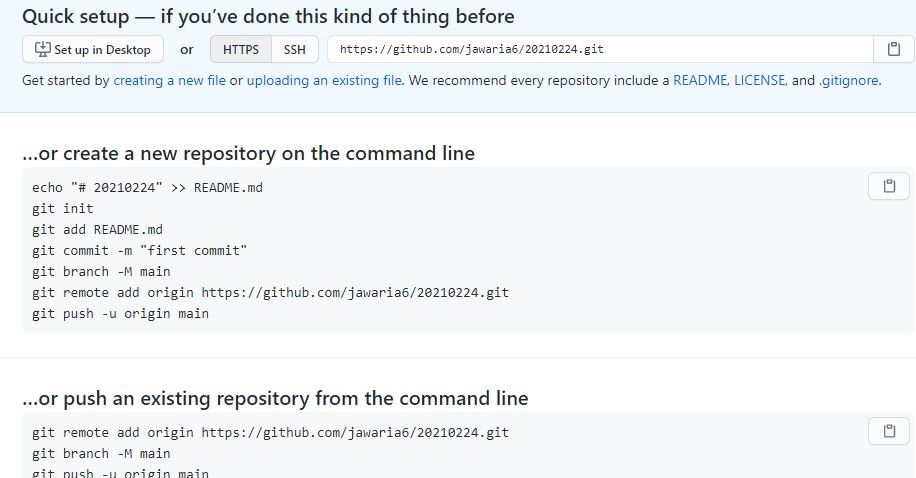 Quick setup — if you’ve done this kind of thing before
Set up in Desktop or HTTPS SSH https://github.com/jawaria6/20210224.git
Get started by creating a new file or uploading an existing file. We recommend every repository include a README, LICENSE, and .gitignore.
…or create a new repository on the command line
echo "# 20210224" >> README.md
git init
git add README.md
git commit -m "first commit"
git branch -M main
git remote add origin https://github.com/jawaria6/20210224.git
git push -u origin main
…or push an existing repository from the command line
git remote add origin https://github.com/jawaria6/20210224.git
git branch -M main
git push -u origin main